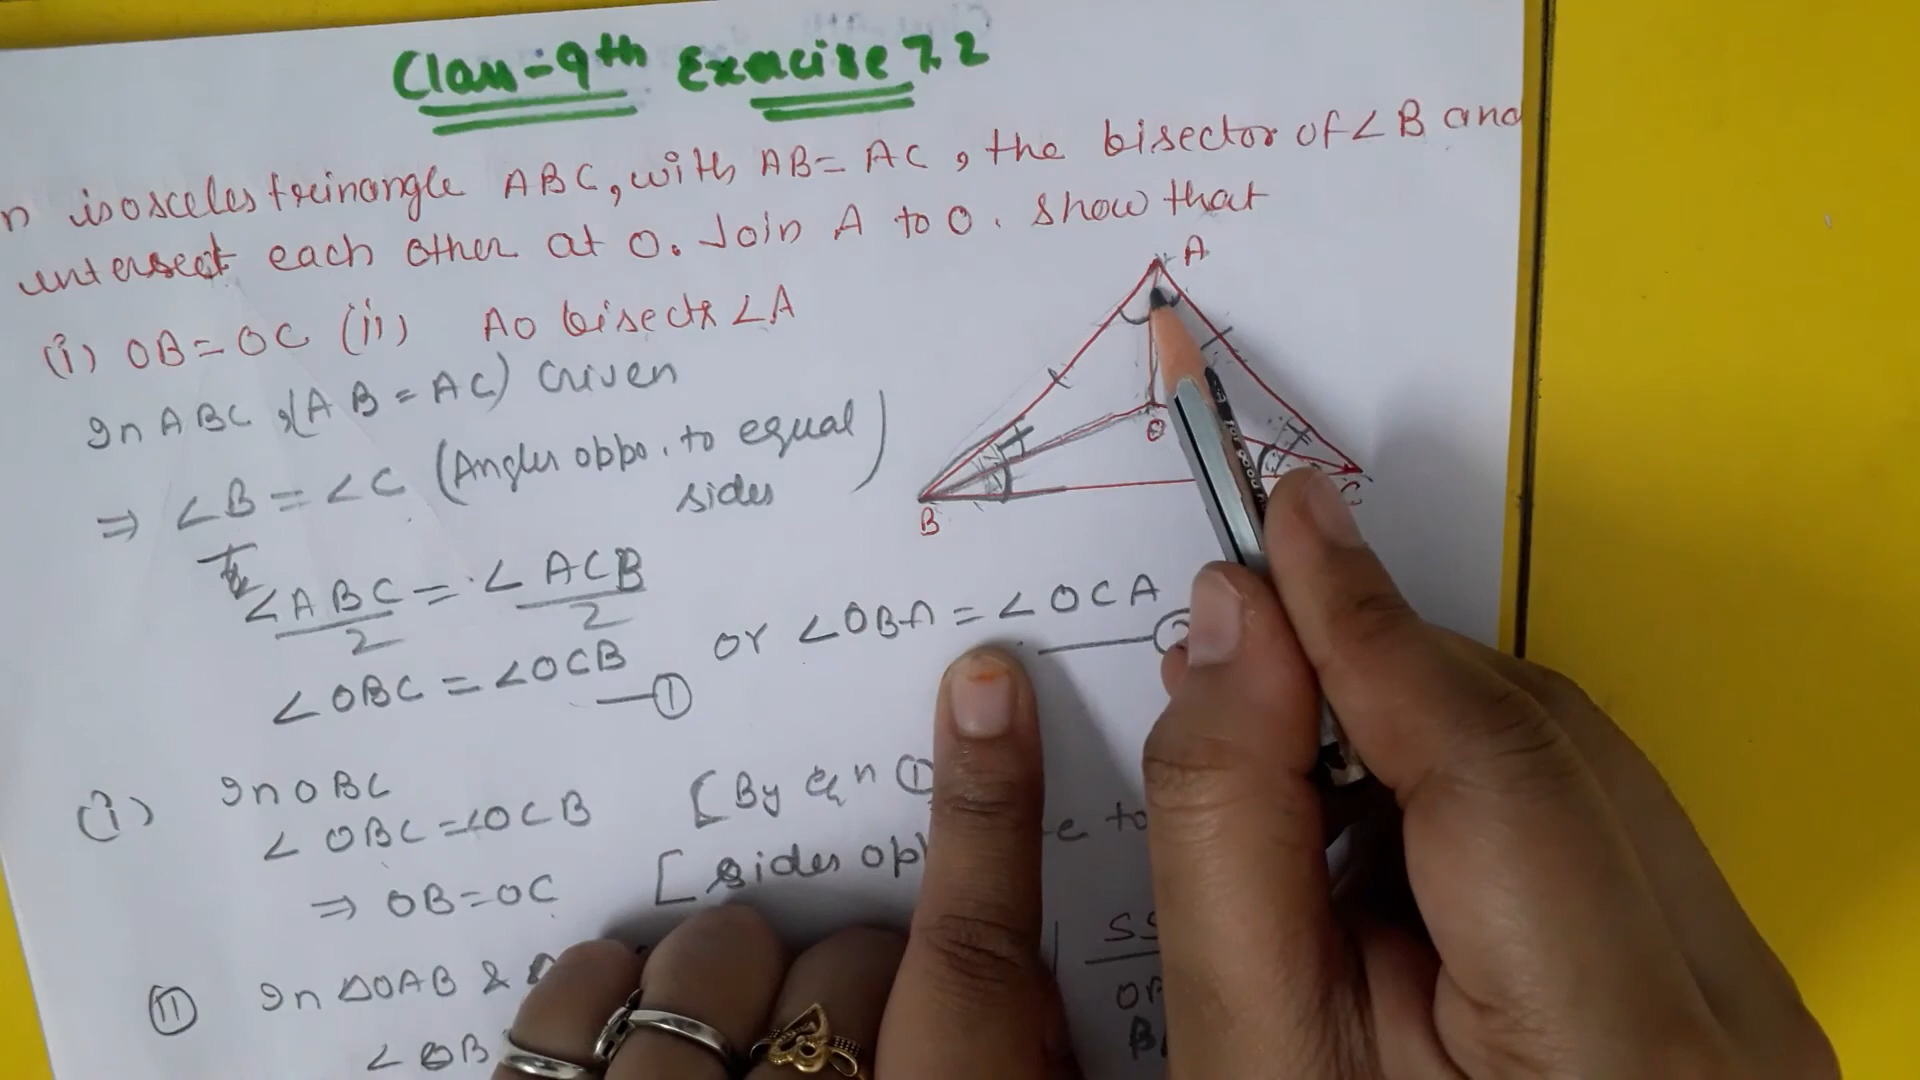 Class-9th Exercise 7.2
n isosceles treinangle ABC, with AB = AC, the bisector of ∠B and
intersect each other at O. Join A to O. Show that
(i) OB=OC (ii) AO bisects ∠A
A
O
B
C
In ABC, (AB = AC) Given
⇒ ∠B = ∠C (Angles oppo. to equal
sides)
∠ABC/2 = ∠ACB/2
∠OBC = ∠OCB —① or ∠OBA = ∠OCA
(i) In OBC
∠OBC = ∠OCB [By eqn ①
⇒ OB=OC [sides opp
(ii) In △OAB &
SS